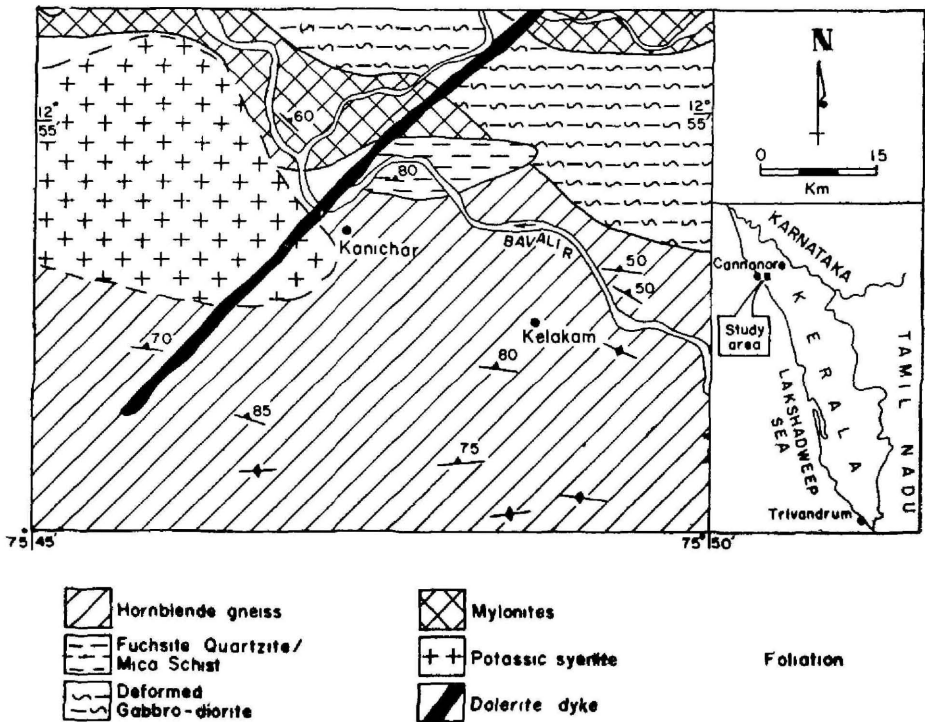 N
0 15
Km
12°
55'
12°
55'
60
80
Kanichar
BAVALI R
50
50
Kelakam
70
80
85
75
75°45'
75°50'
KARNATAKA
Cannanore
Study
area
KERALA
TAMIL NADU
LAKSHADWEEP
SEA
Trivandrum
Hornblende gneiss
Mylonites
Fuchsite Quartzite/
Mica Schist
Potassic syenite
Foliation
Deformed
Gabbro-diorite
Dolerite dyke